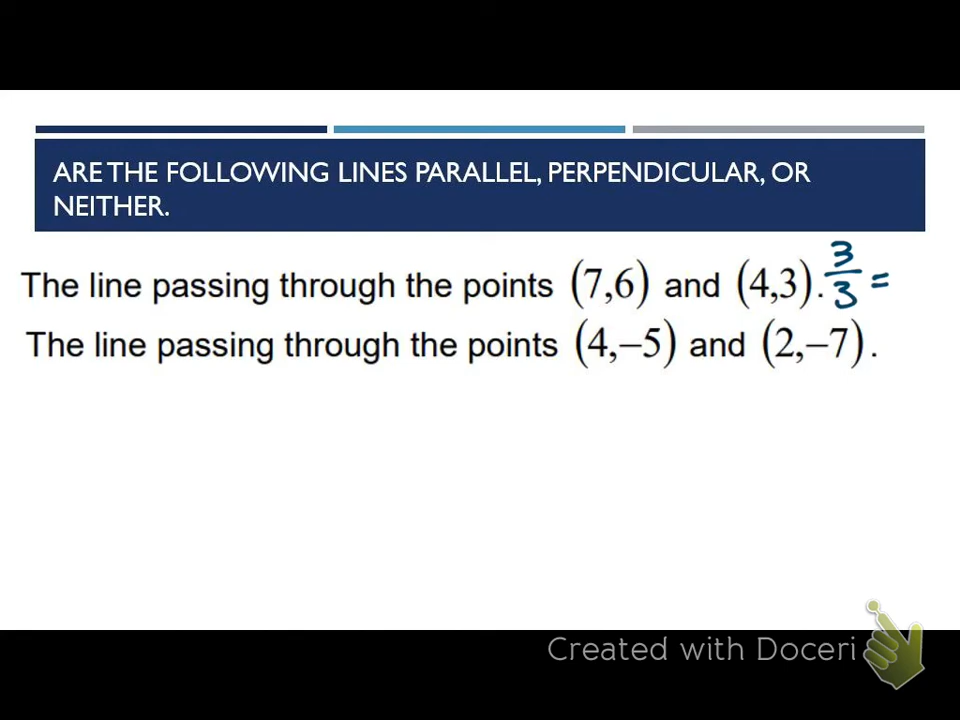 ARE THE FOLLOWING LINES PARALLEL, PERPENDICULAR, OR
NEITHER.
The line passing through the points (7,6) and (4,3). 3/3 =
The line passing through the points (4,−5) and (2,−7).
Created with Doceri